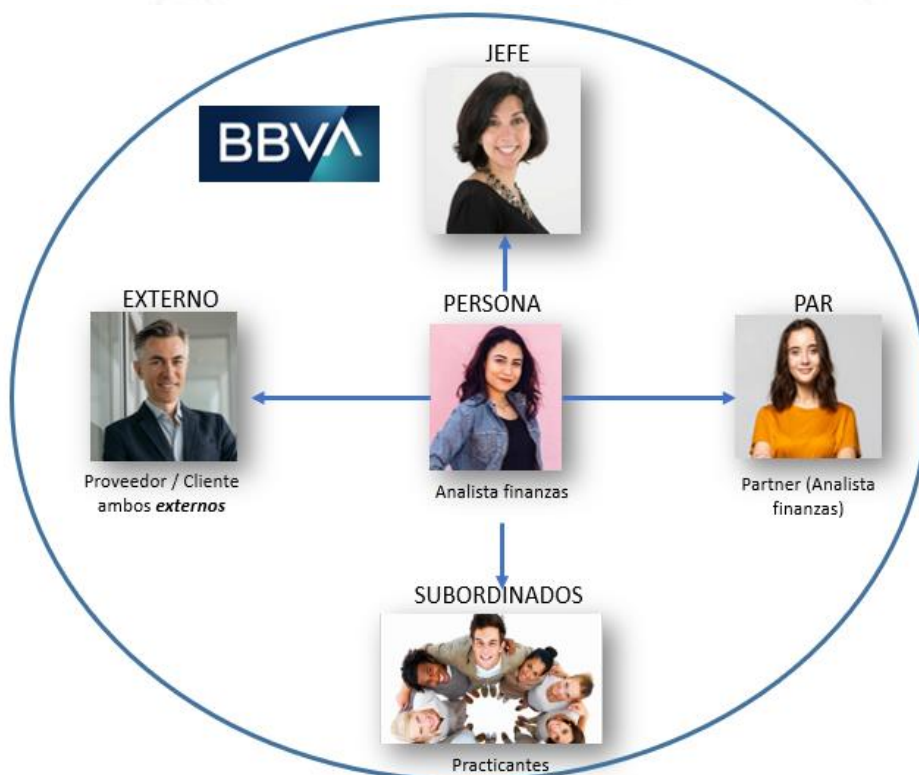 JEFE
BBVA
EXTERNO
PERSONA
PAR
Proveedor / Cliente
ambos externos
Analista finanzas
Partner (Analista
finanzas)
SUBORDINADOS
Practicantes